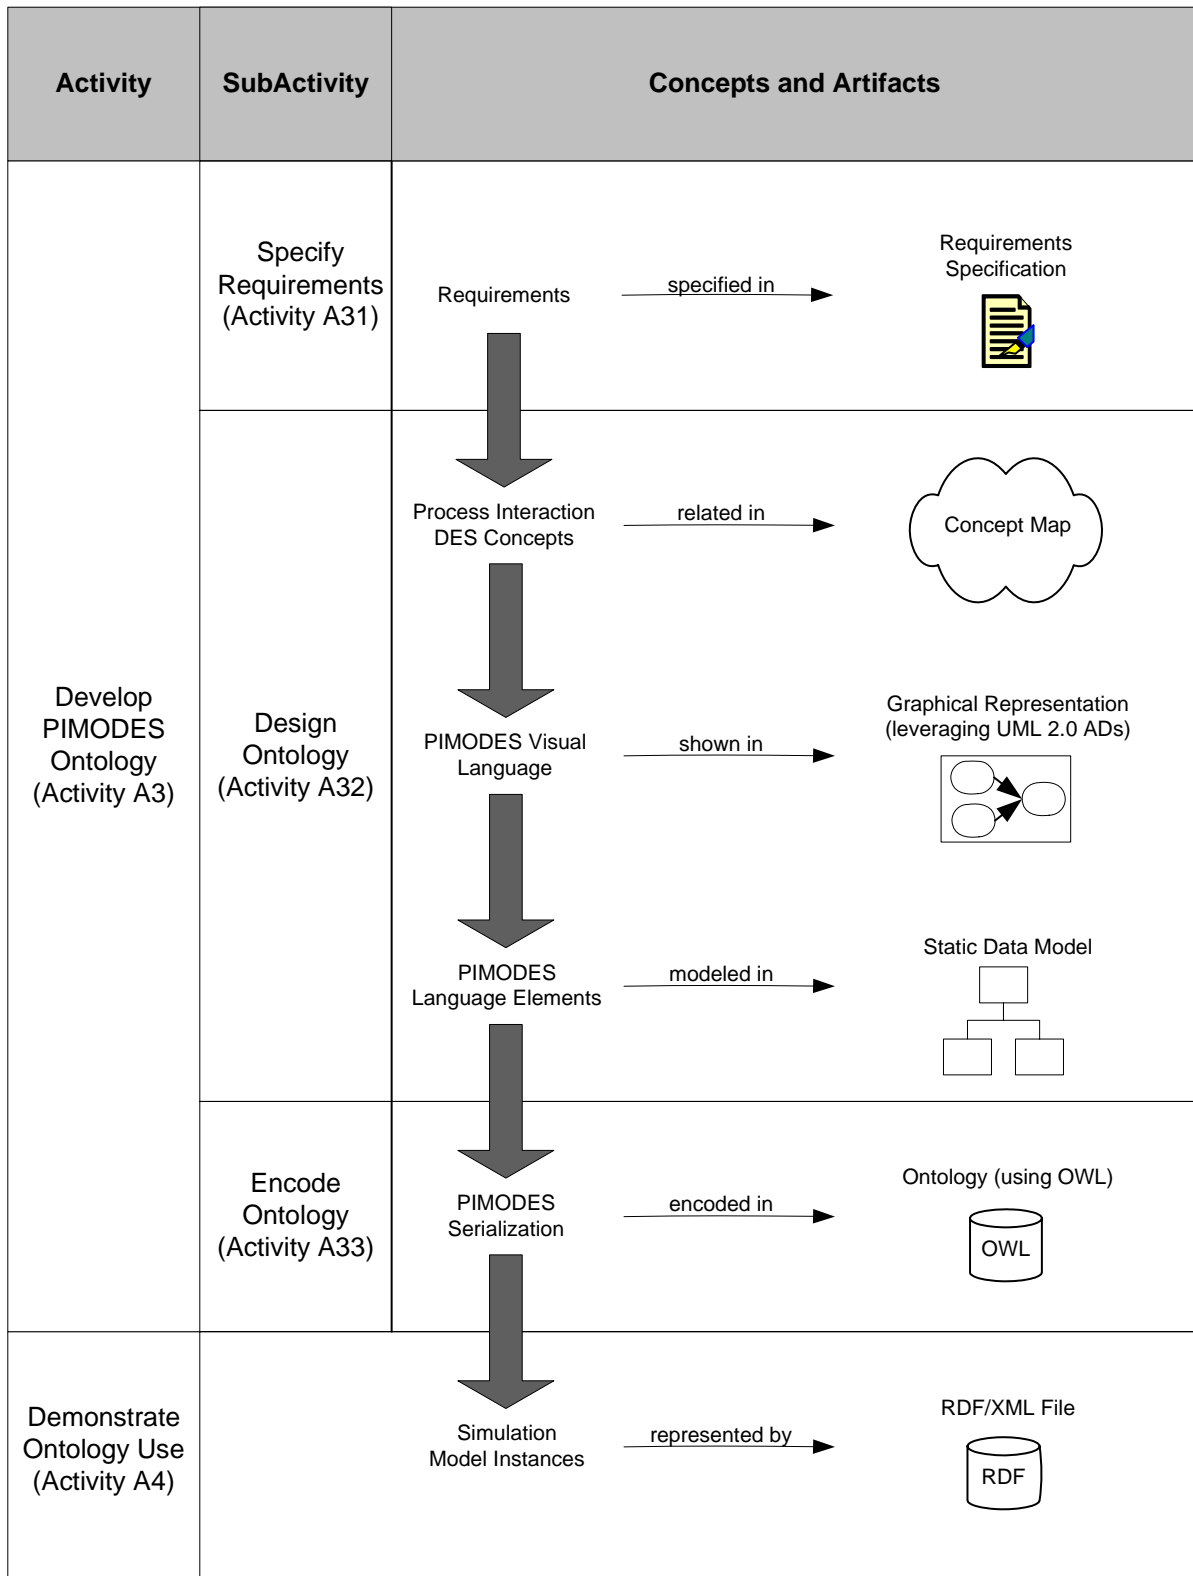 Activity
SubActivity
Concepts and Artifacts
Develop
PIMODES
Ontology
(Activity A3)
Specify
Requirements
(Activity A31)
Requirements
specified in
Requirements
Specification
Design
Ontology
(Activity A32)
Process Interaction
DES Concepts
related in
Concept Map
PIMODES Visual
Language
shown in
Graphical Representation
(leveraging UML 2.0 ADs)
PIMODES
Language Elements
modeled in
Static Data Model
Encode
Ontology
(Activity A33)
PIMODES
Serialization
encoded in
Ontology (using OWL)
OWL
Demonstrate
Ontology Use
(Activity A4)
Simulation
Model Instances
represented by
RDF/XML File
RDF